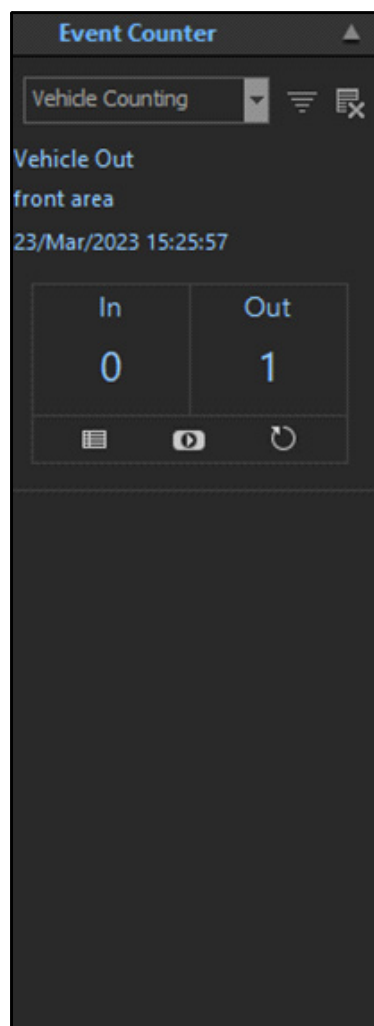 Event Counter
Vehicle Counting
Vehicle Out
front area
23/Mar/2023 15:25:57
In Out
0 1